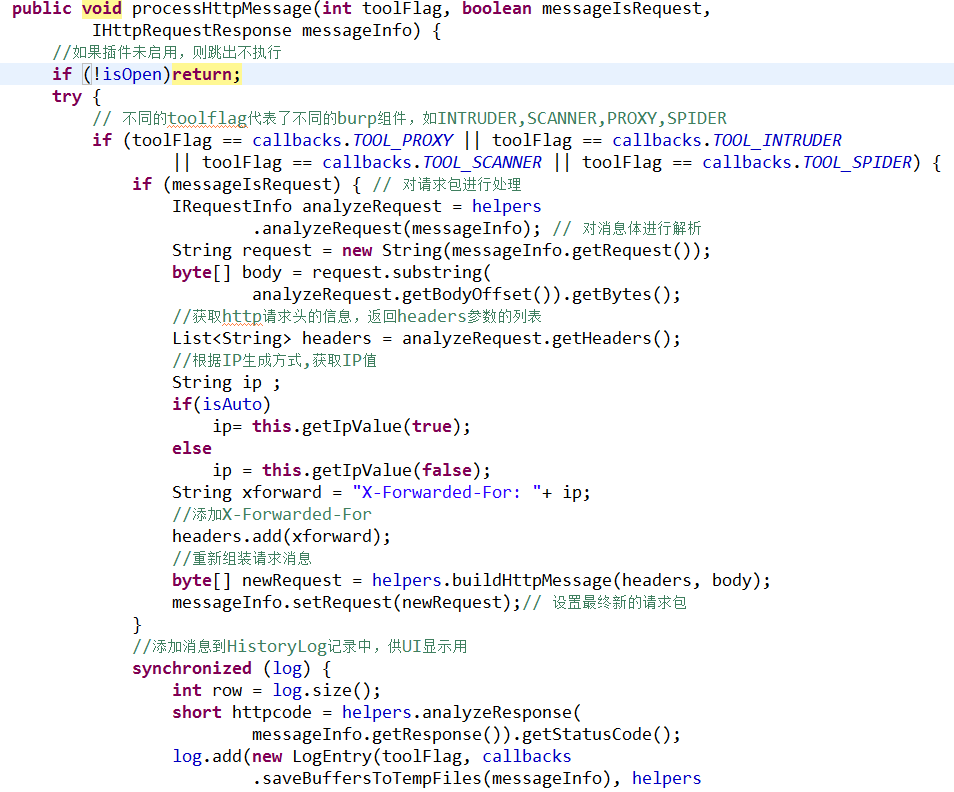 public void processHttpMessage(int toolFlag, boolean messageIsRequest,
IHttpRequestResponse messageInfo) {
//如果插件未启用，则跳出不执行
if (!isOpen)return;
try {
// 不同的toolflag代表了不同的burp组件，如INTRUDER,SCANNER,PROXY,SPIDER
if (toolFlag == callbacks.TOOL_PROXY || toolFlag == callbacks.TOOL_INTRUDER
|| toolFlag == callbacks.TOOL_SCANNER || toolFlag == callbacks.TOOL_SPIDER) {
if (messageIsRequest) { // 对请求包进行处理
IRequestInfo analyzeRequest = helpers
.analyzeRequest(messageInfo); // 对消息体进行解析
String request = new String(messageInfo.getRequest());
byte[] body = request.substring(
analyzeRequest.getBodyOffset()).getBytes();
//获取http请求头的信息，返回headers参数的列表
List<String> headers = analyzeRequest.getHeaders();
//根据IP生成方式,获取IP值
String ip ;
if(isAuto)
ip= this.getIpValue(true);
else
ip = this.getIpValue(false);
String xforward = "X-Forwarded-For: "+ ip;
//添加X-Forwarded-For
headers.add(xforward);
//重新组装请求消息
byte[] newRequest = helpers.buildHttpMessage(headers, body);
messageInfo.setRequest(newRequest);// 设置最终新的请求包
}
//添加消息到HistoryLog记录中，供UI显示用
synchronized (log) {
int row = log.size();
short httpcode = helpers.analyzeResponse(
messageInfo.getResponse()).getStatusCode();
log.add(new LogEntry(toolFlag, callbacks
.saveBuffersToTempFiles(messageInfo), helpers